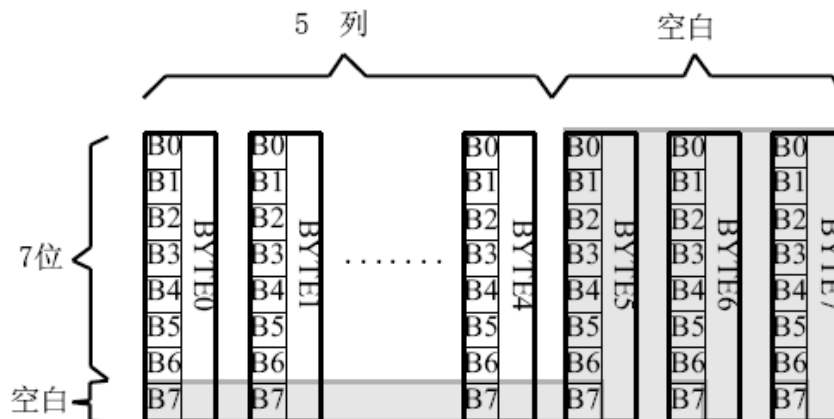 5 列 空白
B0 B0 B0 B0 B0 B0
B1 B1 B1 B1 B1 B1
B2 B2 B2 B2 B2 B2
7位 B3 B3 ....... B3 B3 B3 B3
B4 B4 B4 B4 B4 B4
B5 B5 B5 B5 B5 B5
B6 B6 B6 B6 B6 B6
空白 B7 B7 B7 B7 B7 B7
BYTE0
BYTE1
BYTE4
BYTE5
BYTE6
BYTE7